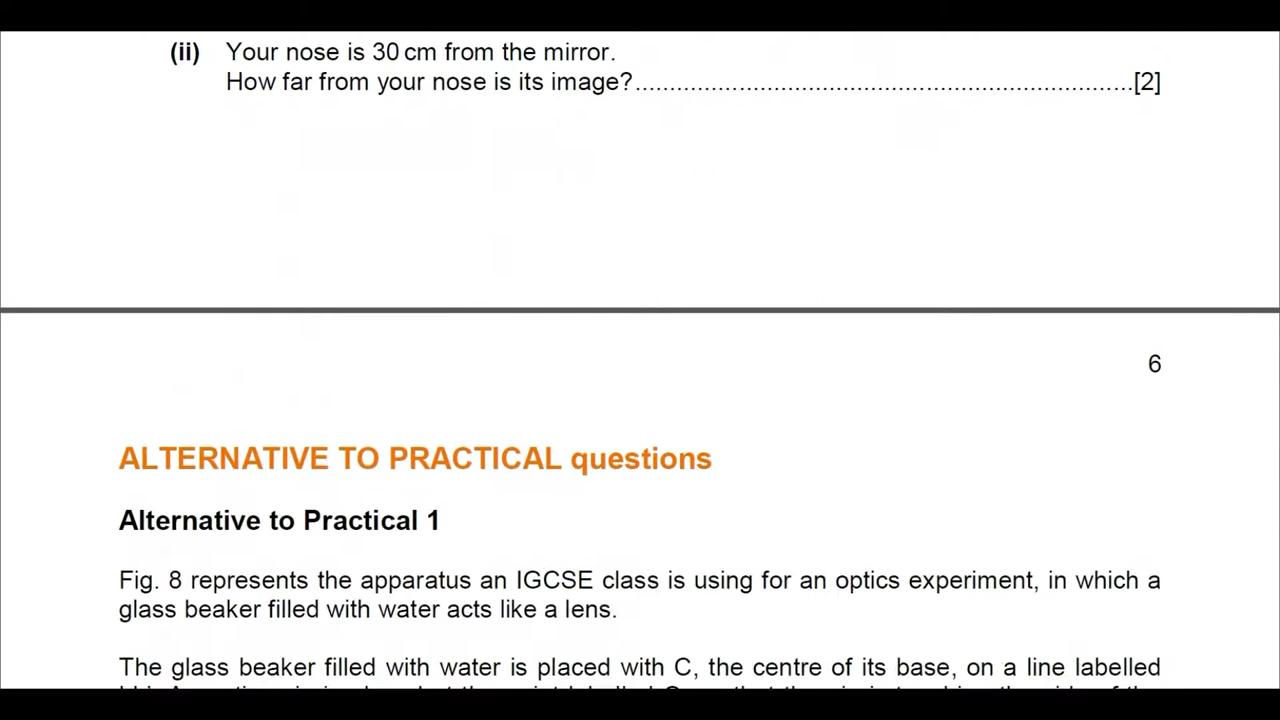 (ii) Your nose is 30 cm from the mirror.
How far from your nose is its image?......................................................................[2]
6
ALTERNATIVE TO PRACTICAL questions
Alternative to Practical 1
Fig. 8 represents the apparatus an IGCSE class is using for an optics experiment, in which a
glass beaker filled with water acts like a lens.
The glass beaker filled with water is placed with C, the centre of its base, on a line labelled